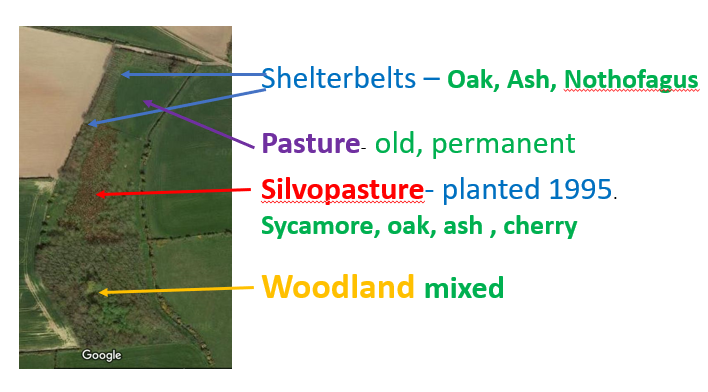 Shelterbelts – Oak, Ash, Nothofagus
Pasture- old, permanent
Silvopasture- planted 1995.
Sycamore, oak, ash , cherry
Woodland mixed
Google